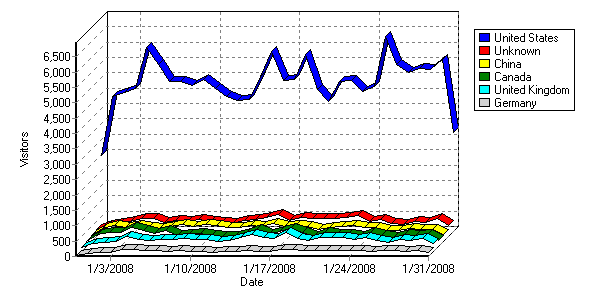 6,500
6,000
5,500
5,000
4,500
4,000
3,500
3,000
2,500
2,000
1,500
1,000
500
0
Visitors
1/3/2008 1/10/2008 1/17/2008 1/24/2008 1/31/2008
Date
United States
Unknown
China
Canada
United Kingdom
Germany